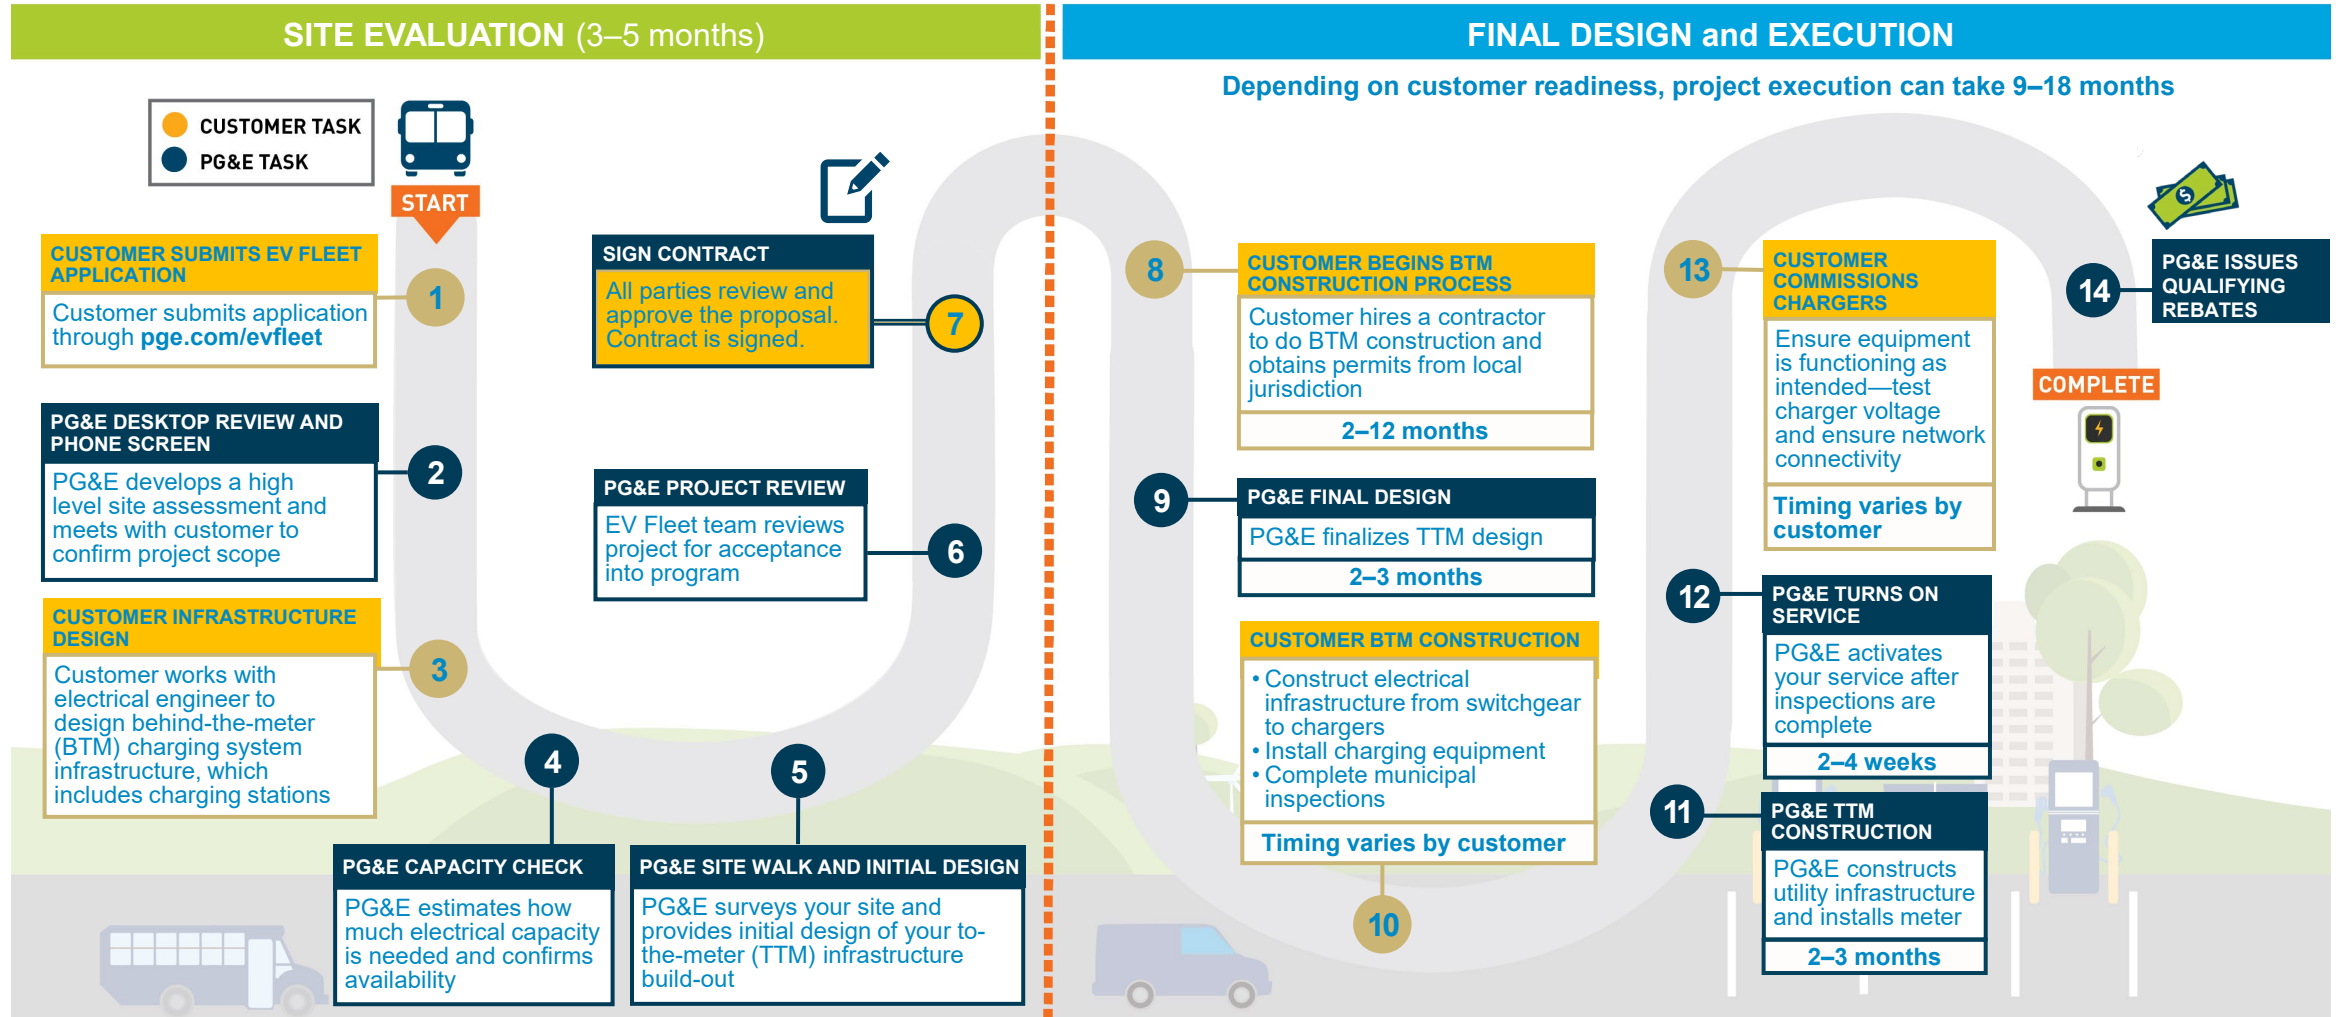 SITE EVALUATION (3–5 months)
CUSTOMER TASK
PG&E TASK
START
1
CUSTOMER SUBMITS EV FLEET
APPLICATION
Customer submits application
through pge.com/evfleet
2
PG&E DESKTOP REVIEW AND
PHONE SCREEN
PG&E develops a high
level site assessment and
meets with customer to
confirm project scope
3
CUSTOMER INFRASTRUCTURE
DESIGN
Customer works with
electrical engineer to
design behind-the-meter
(BTM) charging system
infrastructure, which
includes charging stations
4
PG&E CAPACITY CHECK
PG&E estimates how
much electrical capacity
is needed and confirms
availability
5
PG&E SITE WALK AND INITIAL DESIGN
PG&E surveys your site and
provides initial design of your to-
the-meter (TTM) infrastructure
build-out
6
PG&E PROJECT REVIEW
EV Fleet team reviews
project for acceptance
into program
7
SIGN CONTRACT
All parties review and
approve the proposal.
Contract is signed.
FINAL DESIGN and EXECUTION
Depending on customer readiness, project execution can take 9–18 months
8
CUSTOMER BEGINS BTM
CONSTRUCTION PROCESS
Customer hires a contractor
to do BTM construction and
obtains permits from local
jurisdiction
2–12 months
9
PG&E FINAL DESIGN
PG&E finalizes TTM design
2–3 months
10
CUSTOMER BTM CONSTRUCTION
• Construct electrical
infrastructure from switchgear
to chargers
• Install charging equipment
• Complete municipal
inspections
Timing varies by customer
11
PG&E TTM
CONSTRUCTION
PG&E constructs
utility infrastructure
and installs meter
2–3 months
12
PG&E TURNS ON
SERVICE
PG&E activates
your service after
inspections are
complete
2–4 weeks
13
CUSTOMER
COMMISSIONS
CHARGERS
Ensure equipment
is functioning as
intended—test
charger voltage
and ensure network
connectivity
Timing varies by
customer
14
$
PG&E ISSUES
QUALIFYING
REBATES
COMPLETE